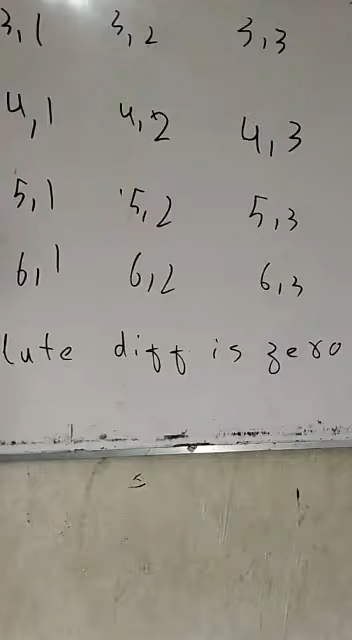 3,1 3,2 3,3
4,1 4,2 4,3
5,1 5,2 5,3
6,1 6,2 6,3
lute diff is zero